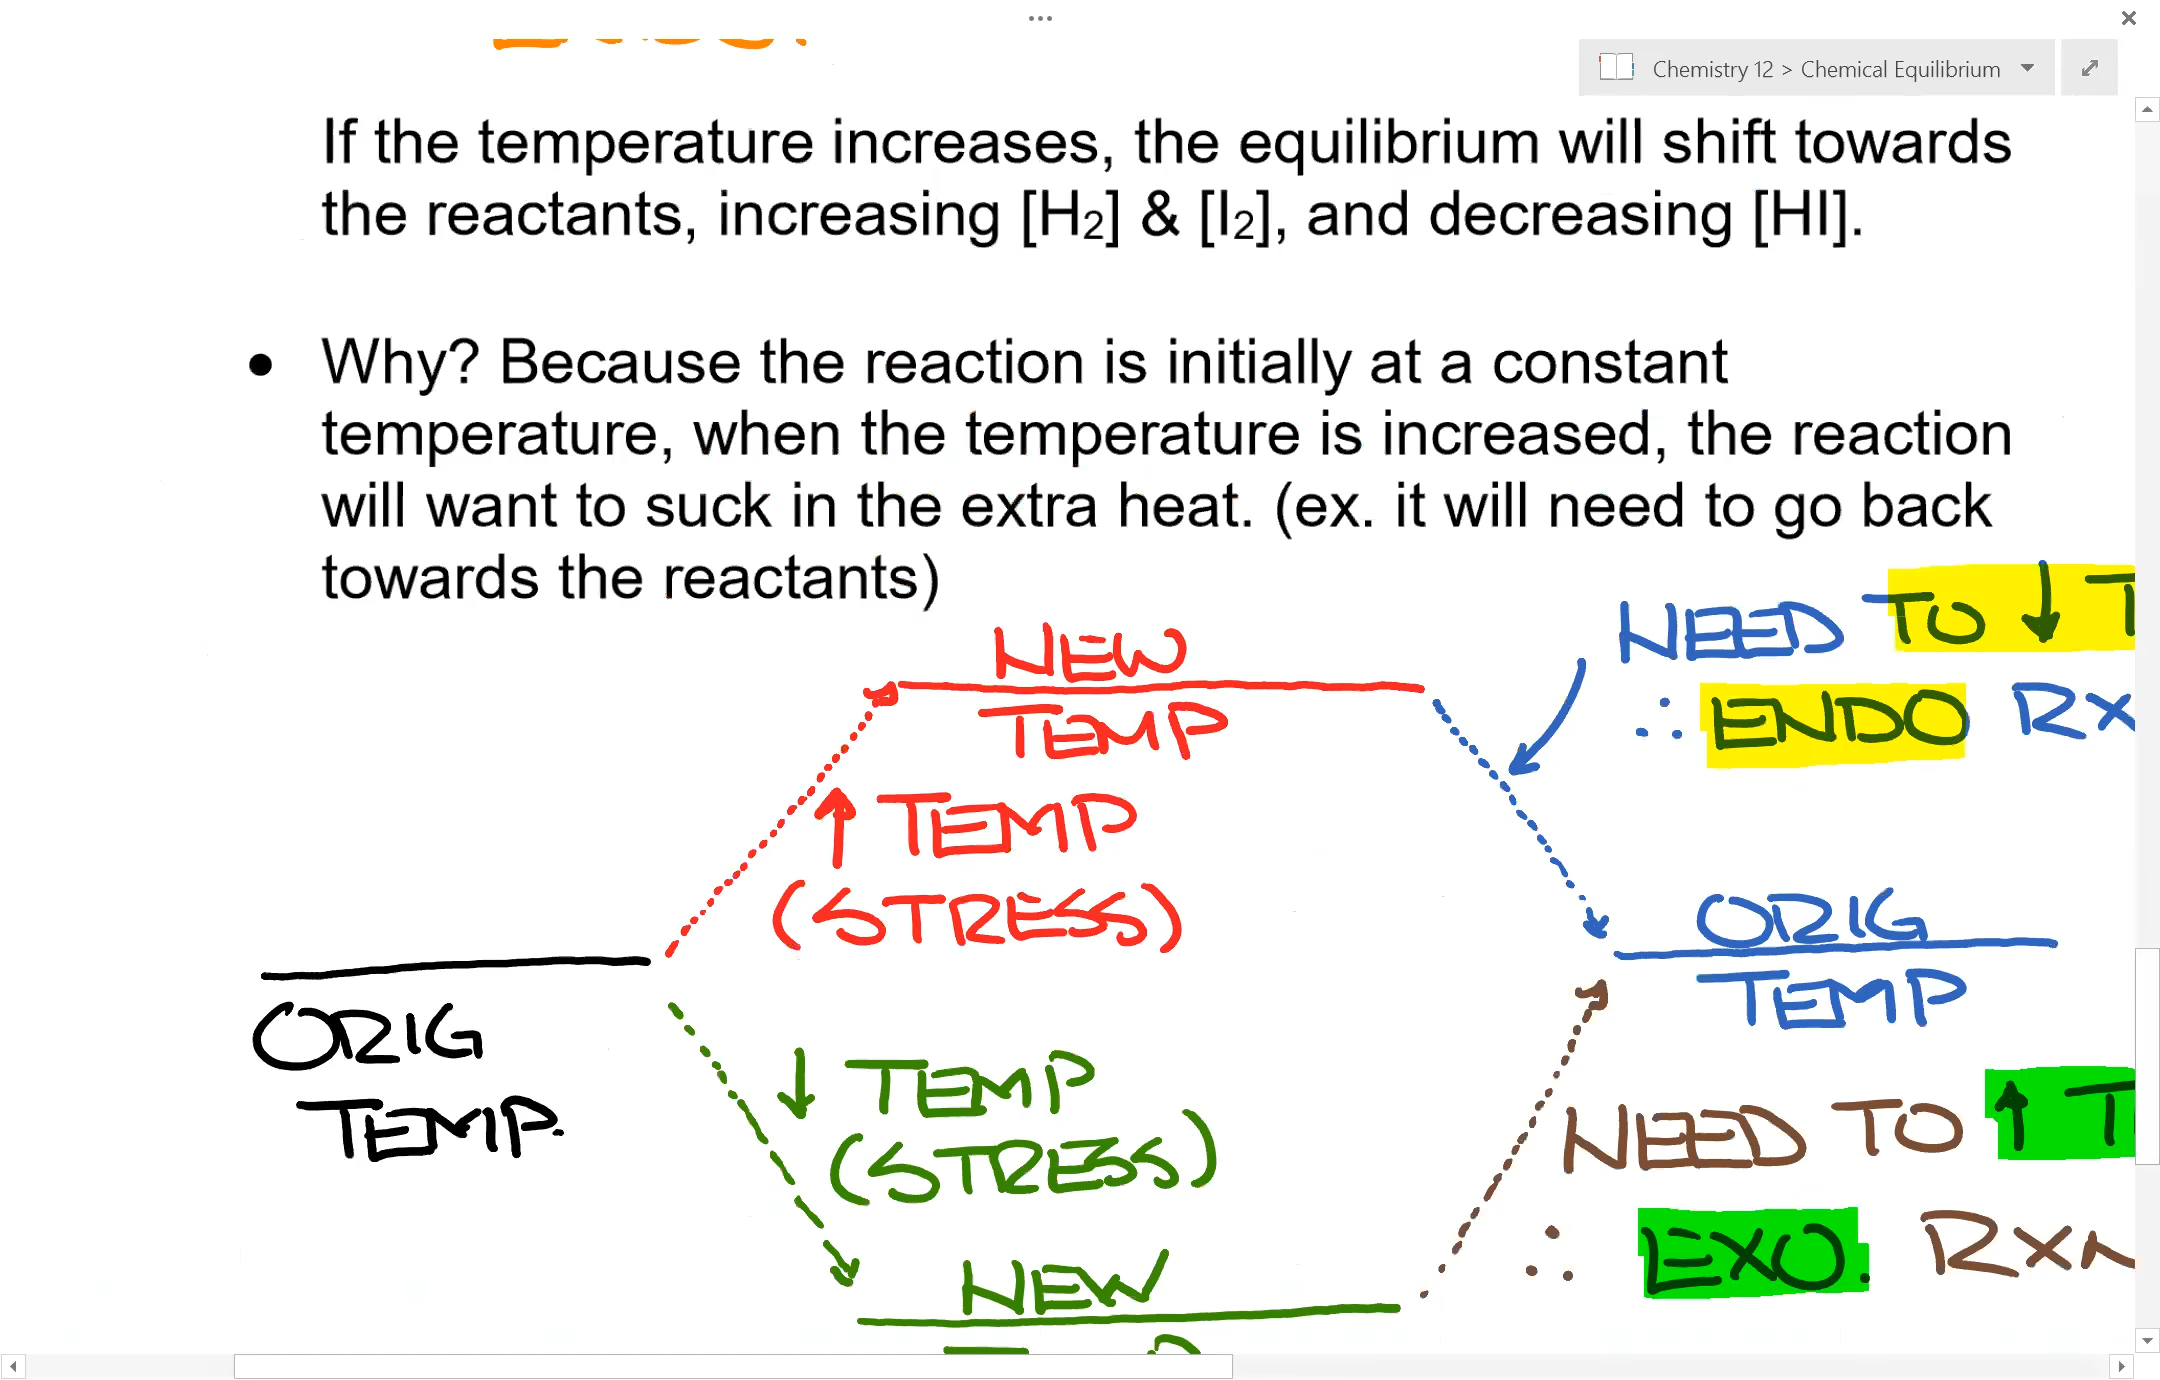 Chemistry 12 > Chemical Equilibrium
If the temperature increases, the equilibrium will shift towards
the reactants, increasing [H₂] & [I₂], and decreasing [HI].
• Why? Because the reaction is initially at a constant
temperature, when the temperature is increased, the reaction
will want to suck in the extra heat. (ex. it will need to go back
towards the reactants)
NEED TO ↓ T
∴ ENDO RX
NEW
TEMP
↑ TEMP
(STRESS)
ORIG
TEMP
ORIG
TEMP.
↓ TEMP
(STRESS)
NEED TO ↑ T
∴ EXO. RXN
NEW